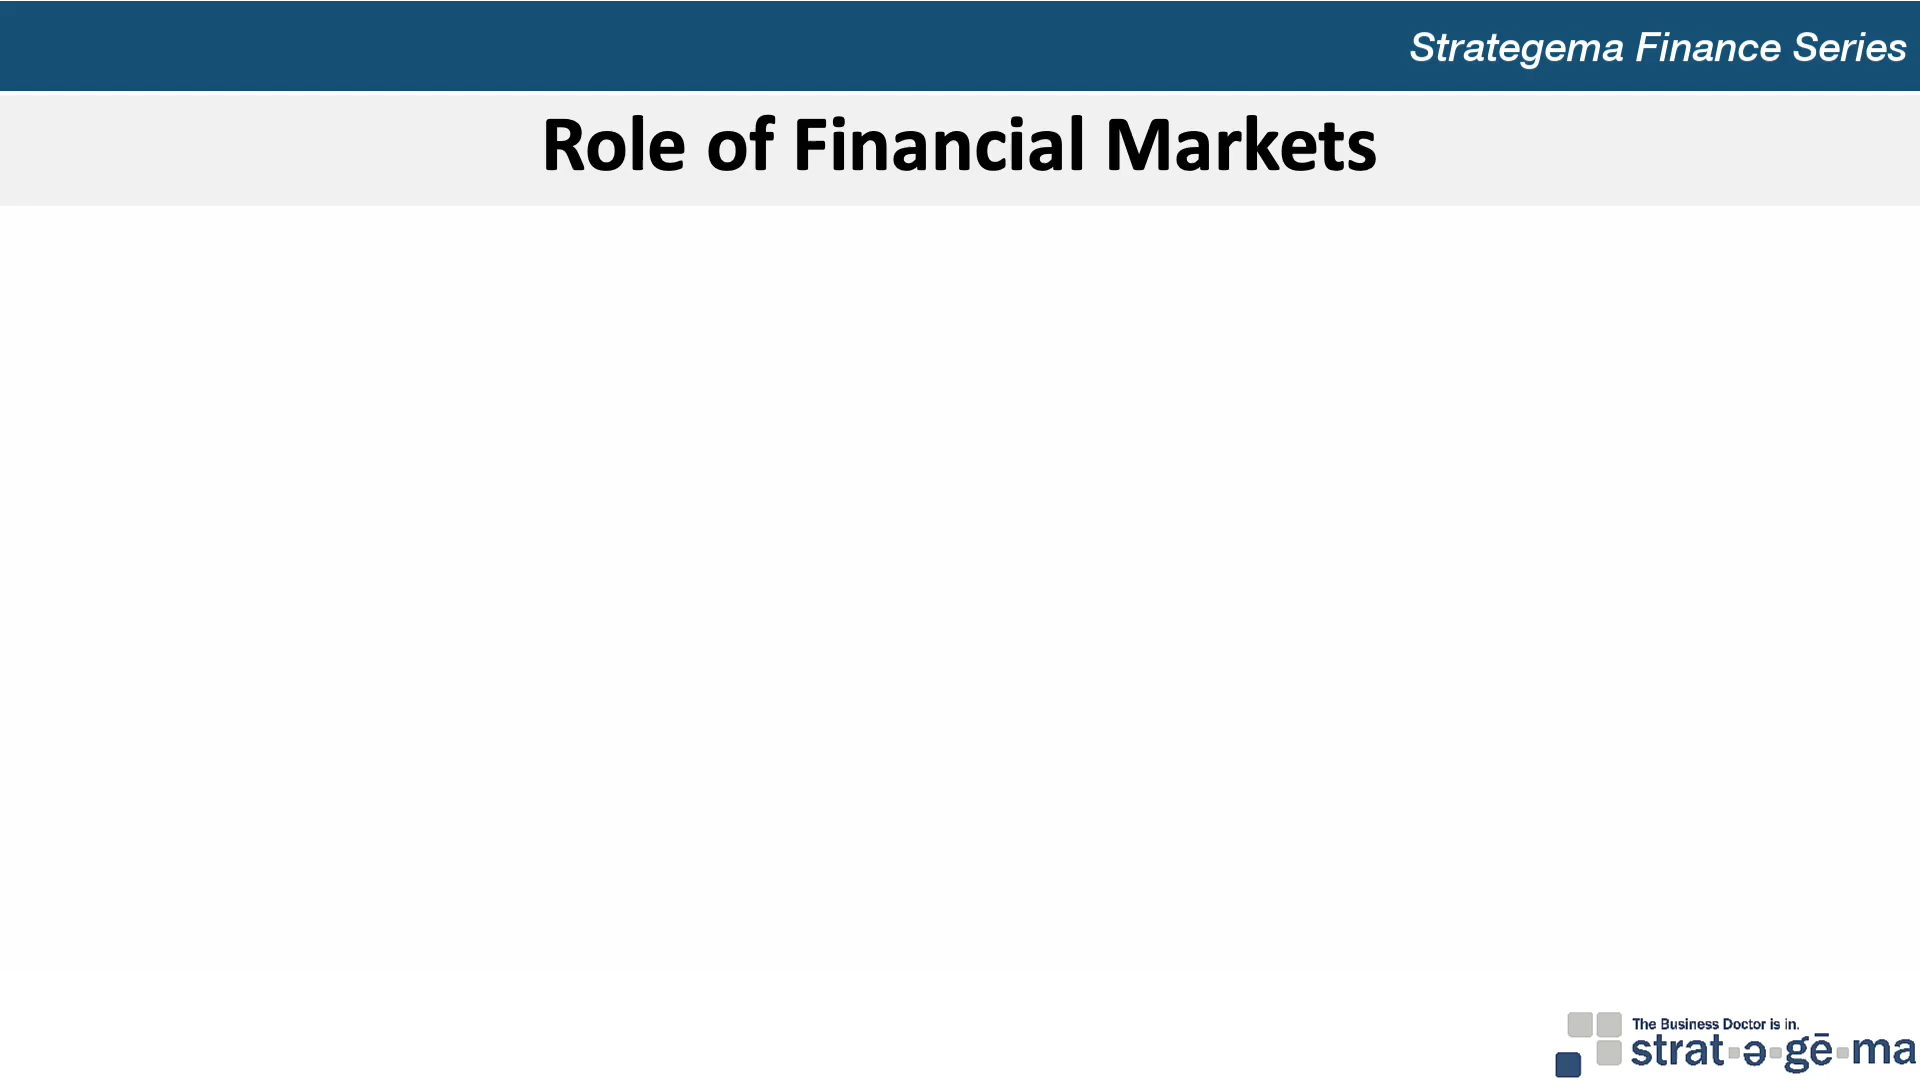 Strategema Finance Series
Role of Financial Markets
The Business Doctor is in.
strat-ə-gē-ma